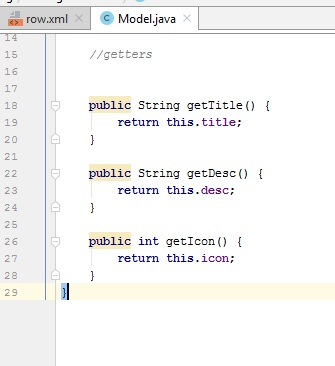 row.xml Model.java
14
15 //getters
16
17
18 public String getTitle() {
19 return this.title;
20 }
21
22 public String getDesc() {
23 return this.desc;
24 }
25
26 public int getIcon() {
27 return this.icon;
28 }
29 }